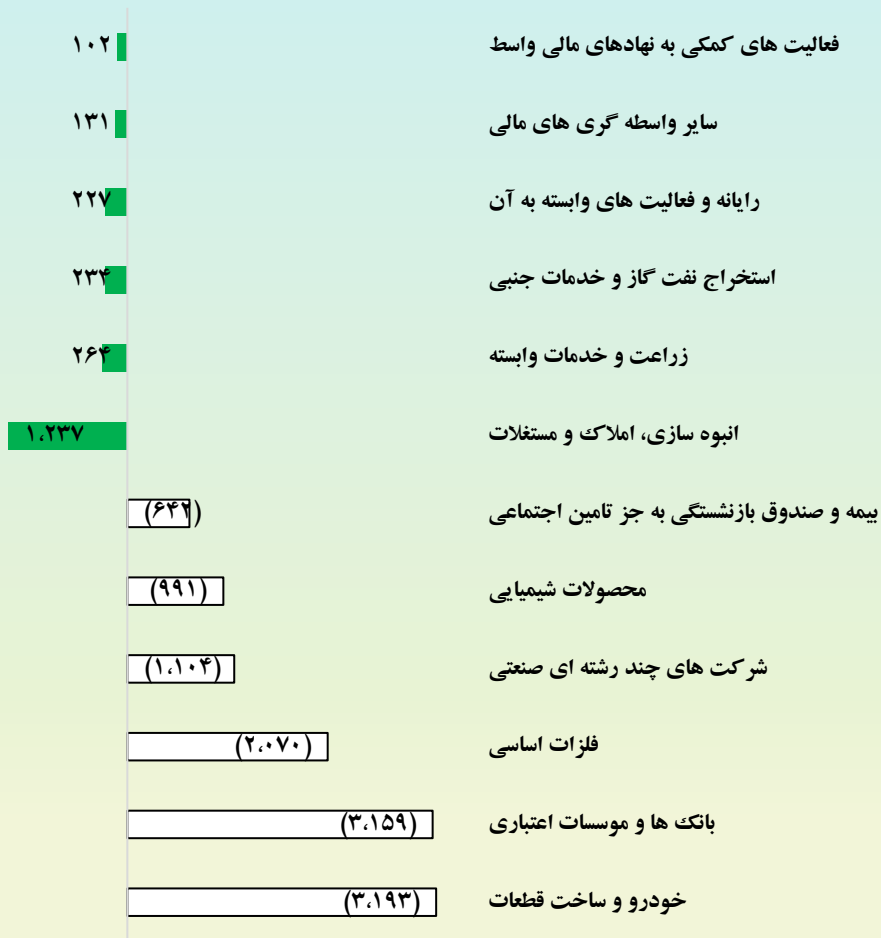 فعالیت های کمکی به نهادهای مالی واسط ۱۰۲
سایر واسطه گری های مالی ۱۳۱
رایانه و فعالیت های وابسته به آن ۲۲۷
استخراج نفت گاز و خدمات جنبی ۲۳۴
زراعت و خدمات وابسته ۲۶۴
انبوه سازی، املاک و مستغلات ۱،۲۳۷
بیمه و صندوق بازنشستگی به جز تامین اجتماعی (۶۴۲)
محصولات شیمیایی (۹۹۱)
شرکت های چند رشته ای صنعتی (۱،۱۰۴)
فلزات اساسی (۲،۰۷۰)
بانک ها و موسسات اعتباری (۳،۱۵۹)
خودرو و ساخت قطعات (۳،۱۹۳)